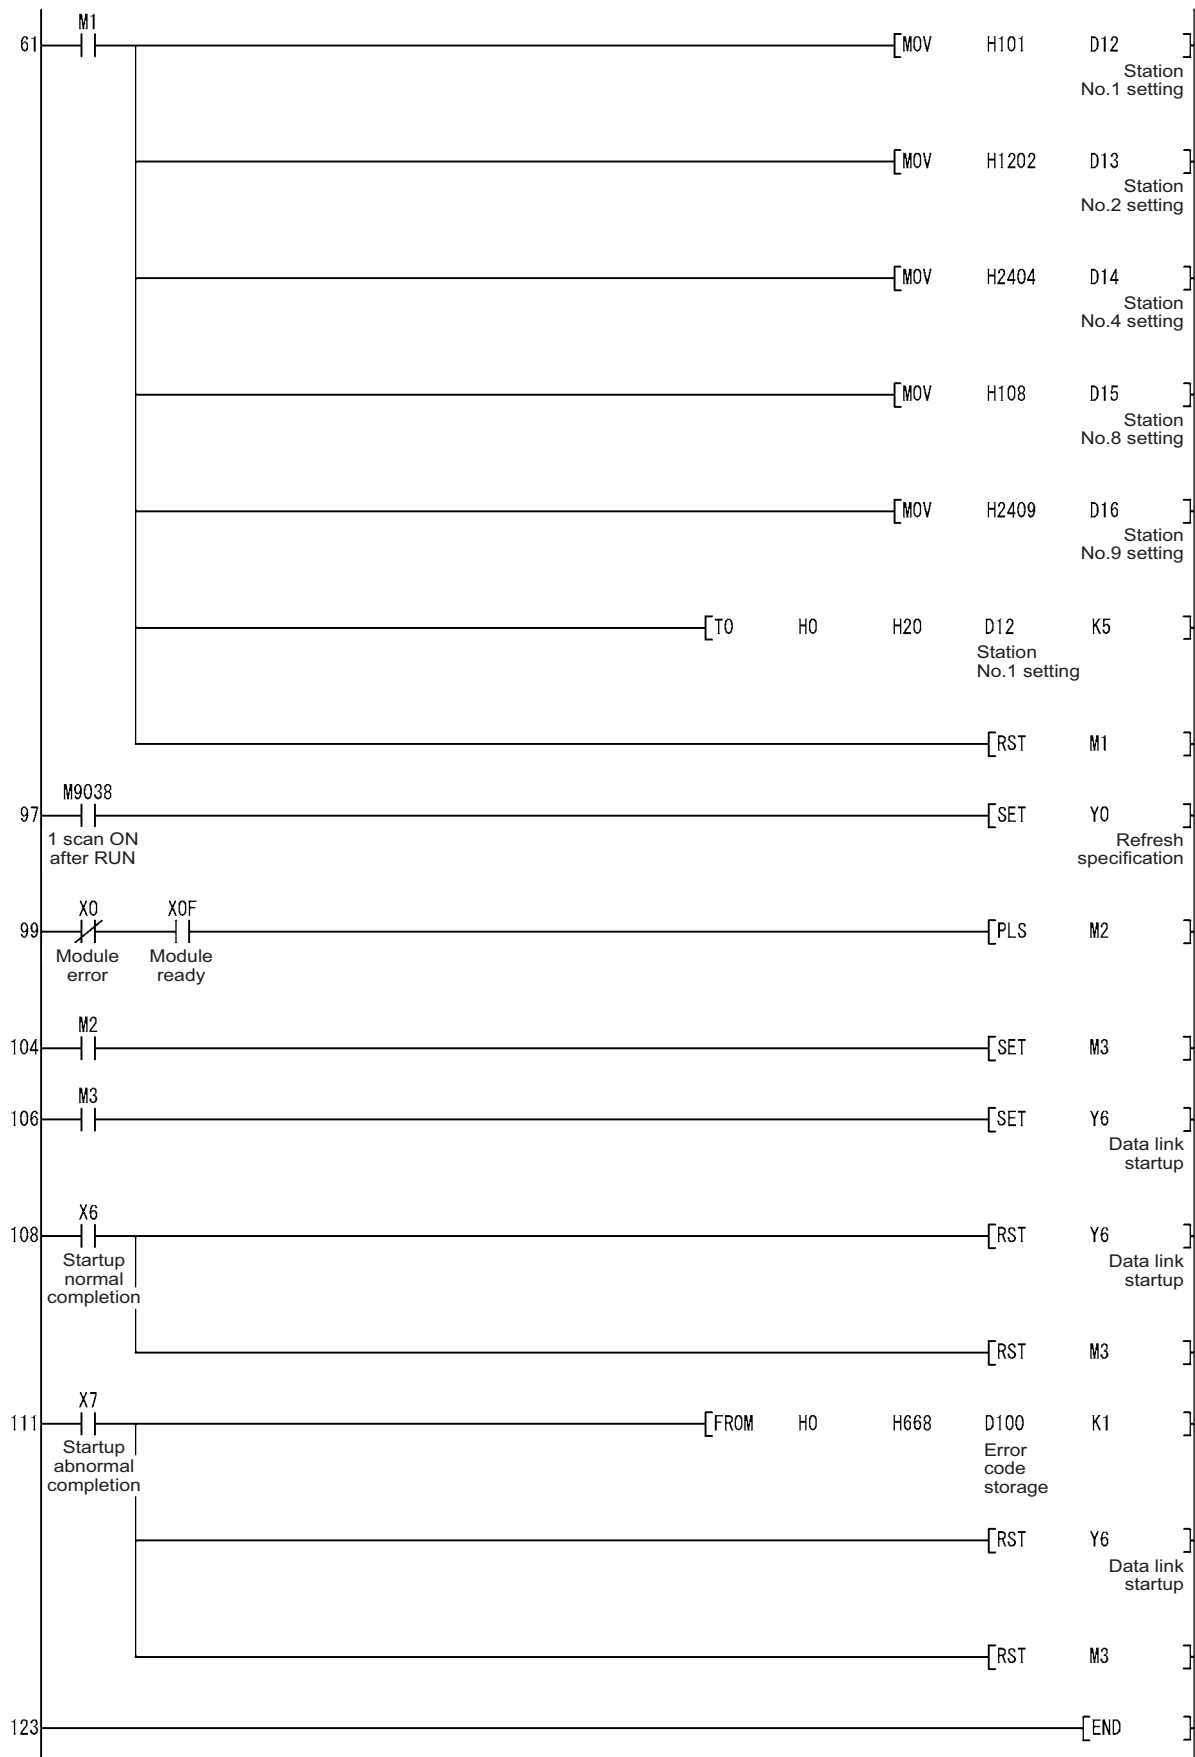 M1
61 [MOV H101 D12 ]
Station
No.1 setting
[MOV H1202 D13 ]
Station
No.2 setting
[MOV H2404 D14 ]
Station
No.4 setting
[MOV H108 D15 ]
Station
No.8 setting
[MOV H2409 D16 ]
Station
No.9 setting
[TO H0 H20 D12 K5 ]
Station
No.1 setting
[RST M1 ]
M9038
97 [SET Y0 ]
1 scan ON
after RUN
Refresh
specification
X0 X0F
99 [PLS M2 ]
Module
error
Module
ready
M2
104 [SET M3 ]
M3
106 [SET Y6 ]
Data link
startup
X6
108 [RST Y6 ]
Startup
normal
completion
Data link
startup
[RST M3 ]
X7
111 [FROM H0 H668 D100 K1 ]
Startup
abnormal
completion
Error
code
storage
[RST Y6 ]
Data link
startup
[RST M3 ]
123 [END ]